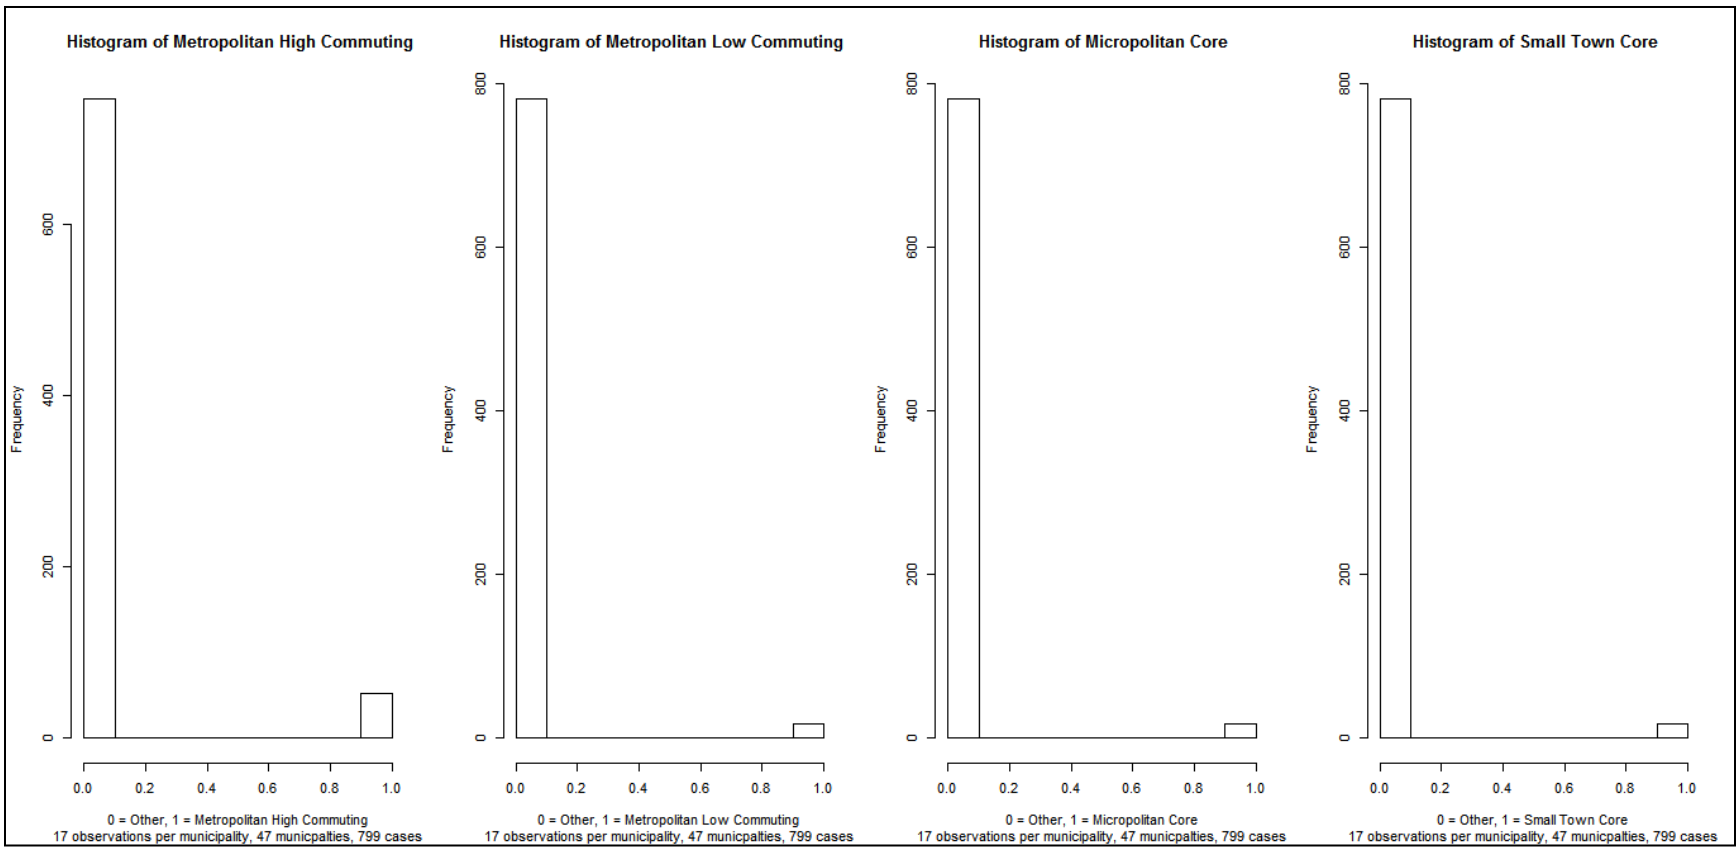 Histogram of Metropolitan High Commuting
Frequency
0
200
400
600
0.0 0.2 0.4 0.6 0.8 1.0
0 = Other, 1 = Metropolitan High Commuting
17 observations per municipality, 47 municpalties, 799 cases
Histogram of Metropolitan Low Commuting
Frequency
0
200
400
600
800
0.0 0.2 0.4 0.6 0.8 1.0
0 = Other, 1 = Metropolitan Low Commuting
17 observations per municipality, 47 municpalties, 799 cases
Histogram of Micropolitan Core
Frequency
0
200
400
600
800
0.0 0.2 0.4 0.6 0.8 1.0
0 = Other, 1 = Micropolitan Core
17 observations per municipality, 47 municpalties, 799 cases
Histogram of Small Town Core
Frequency
0
200
400
600
800
0.0 0.2 0.4 0.6 0.8 1.0
0 = Other, 1 = Small Town Core
17 observations per municipality, 47 municpalties, 799 cases